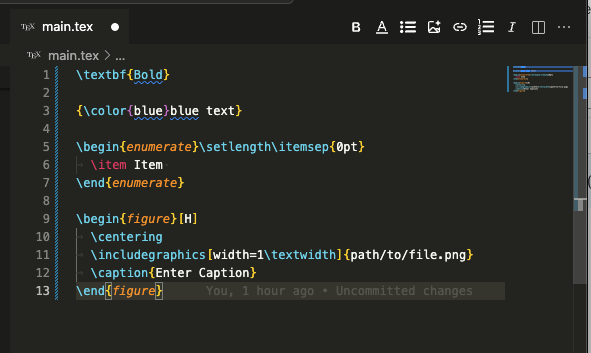 TEX main.tex
B A I ...
TEX main.tex > ...
1 \textbf{Bold}
2
3 {\color{blue}blue text}
4
5 \begin{enumerate}\setlength\itemsep{0pt}
6 \item Item
7 \end{enumerate}
8
9 \begin{figure}[H]
10 \centering
11 \includegraphics[width=1\textwidth]{path/to/file.png}
12 \caption{Enter Caption}
13 \end{figure} You, 1 hour ago • Uncommitted changes